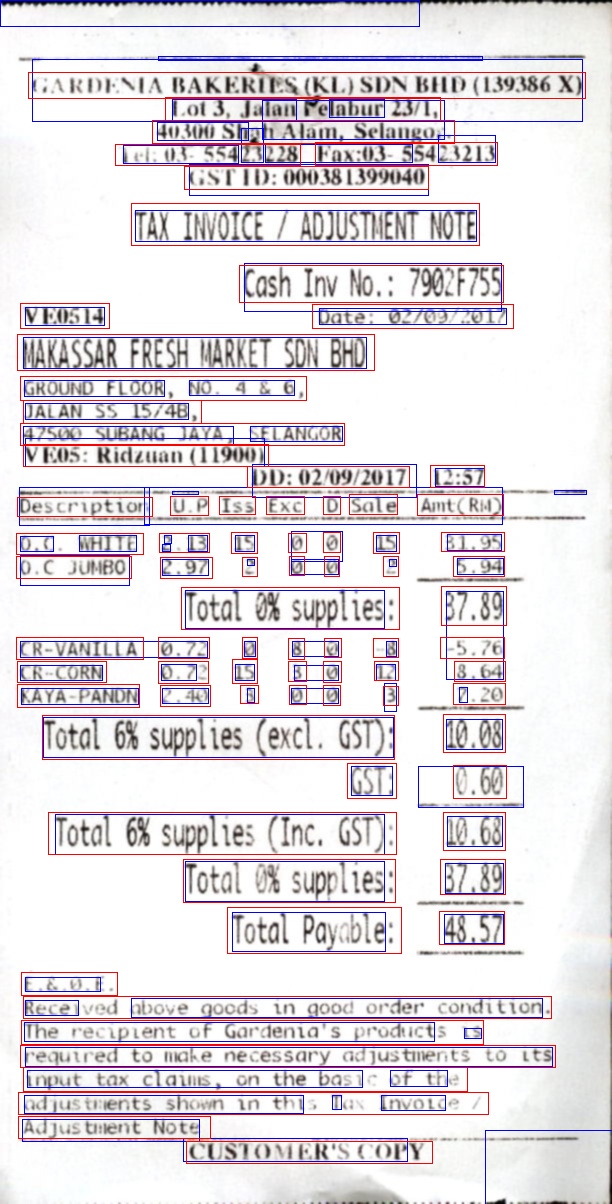 GARDENIA BAKERIES (KL) SDN BHD (139386 X)
Lot 3, Jalan Pelabur 23/1,
40300 Shah Alam, Selangor.
Tel: 03- 55423228 Fax:03- 55423213
GST ID: 000381399040
TAX INVOICE / ADJUSTMENT NOTE
Cash Inv No.: 7902F755
VE0514 Date: 02/09/2017
MAKASSAR FRESH MARKET SDN BHD
GROUND FLOOR, NO. 4 & 6,
JALAN SS 15/4B,
47500 SUBANG JAYA, SELANGOR
VE05: Ridzuan (11900)
DD: 02/09/2017 12:57
Description U.P Iss Exc D Sale Amt(RM)
O.C. WHITE 2.13 15 0 0 15 31.95
O.C JUMBO 2.97 2 0 0 2 5.94
Total 0% supplies: 37.89
CR-VANILLA 0.72 0 8 0 -8 -5.76
CR-CORN 0.72 15 3 0 12 8.64
KAYA-PANDN 2.40 3 0 0 3 7.20
Total 6% supplies (excl. GST): 10.08
GST: 0.60
Total 6% supplies (Inc. GST): 10.68
Total 0% supplies: 37.89
Total Payable: 48.57
E.&.O.E.
Received above goods in good order condition.
The recipient of Gardenia's products is
required to make necessary adjustments to its
input tax claims, on the basis of the
adjustments shown in this Tax Invoice /
Adjustment Note
CUSTOMER'S COPY